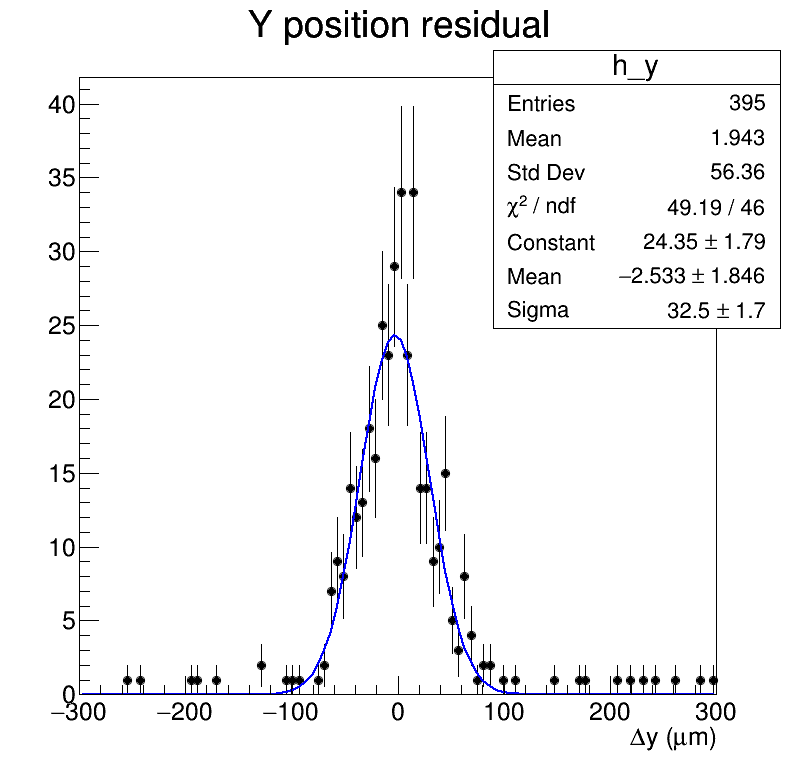 Y position residual
h_y
Entries 395
Mean 1.943
Std Dev 56.36
χ² / ndf 49.19 / 46
Constant 24.35 ± 1.79
Mean −2.533 ± 1.846
Sigma 32.5 ± 1.7
40
35
30
25
20
15
10
5
0
−300 −200 −100 0 100 200 300
Δy (μm)